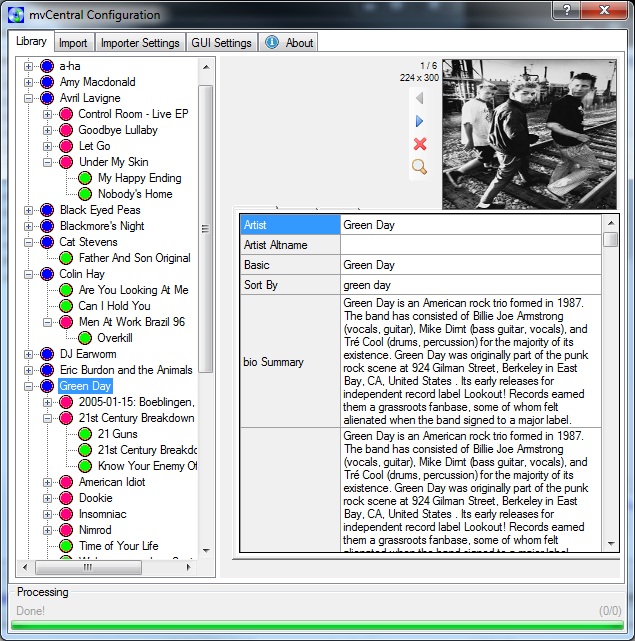 mvCentral Configuration
Library Import Importer Settings GUI Settings About
a-ha
Amy Macdonald
Avril Lavigne
Control Room - Live EP
Goodbye Lullaby
Let Go
Under My Skin
My Happy Ending
Nobody's Home
Black Eyed Peas
Blackmore's Night
Cat Stevens
Father And Son Original
Colin Hay
Are You Looking At Me
Can I Hold You
Men At Work Brazil 96
Overkill
DJ Earworm
Eric Burdon and the Animals
Green Day
2005-01-15: Boeblingen,
21st Century Breakdown
21 Guns
21st Century Breakdo
Know Your Enemy Of
American Idiot
Dookie
Insomniac
Nimrod
Time of Your Life
1 / 6
224 x 300
Artist Green Day
Artist Altname
Basic Green Day
Sort By green day
bio Summary
Green Day is an American rock trio formed in 1987.
The band has consisted of Billie Joe Armstrong
(vocals, guitar), Mike Dirnt (bass guitar, vocals), and
Tré Cool (drums, percussion) for the majority of its
existence. Green Day was originally part of the punk
rock scene at 924 Gilman Street, Berkeley in East
Bay, CA, United States . Its early releases for
independent record label Lookout! Records earned
them a grassroots fanbase, some of whom felt
alienated when the band signed to a major label.
Green Day is an American rock trio formed in 1987.
The band has consisted of Billie Joe Armstrong
(vocals, guitar), Mike Dirnt (bass guitar, vocals), and
Tré Cool (drums, percussion) for the majority of its
existence. Green Day was originally part of the punk
rock scene at 924 Gilman Street, Berkeley in East
Bay, CA, United States . Its early releases for
independent record label Lookout! Records earned
them a grassroots fanbase, some of whom felt
alienated when the band signed to a major label.
Processing
Done! (0/0)